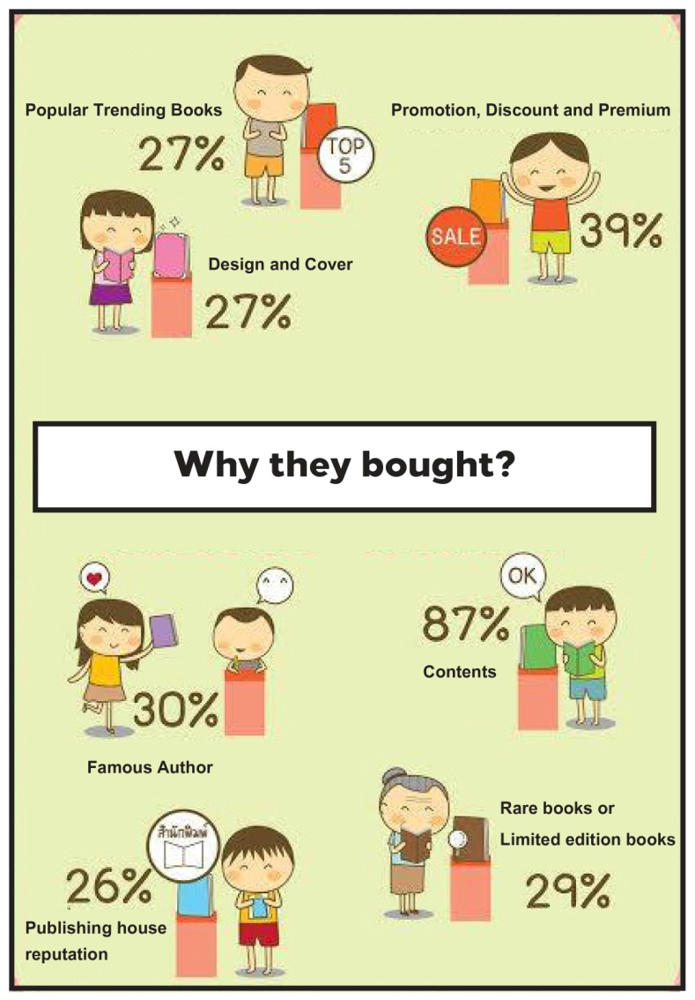 Popular Trending Books
27%
TOP
5
Promotion, Discount and Premium
SALE
39%
Design and Cover
27%
Why they bought?
30%
Famous Author
OK
87%
Contents
สำนักพิมพ์
26%
Publishing house
reputation
Rare books or
Limited edition books
29%